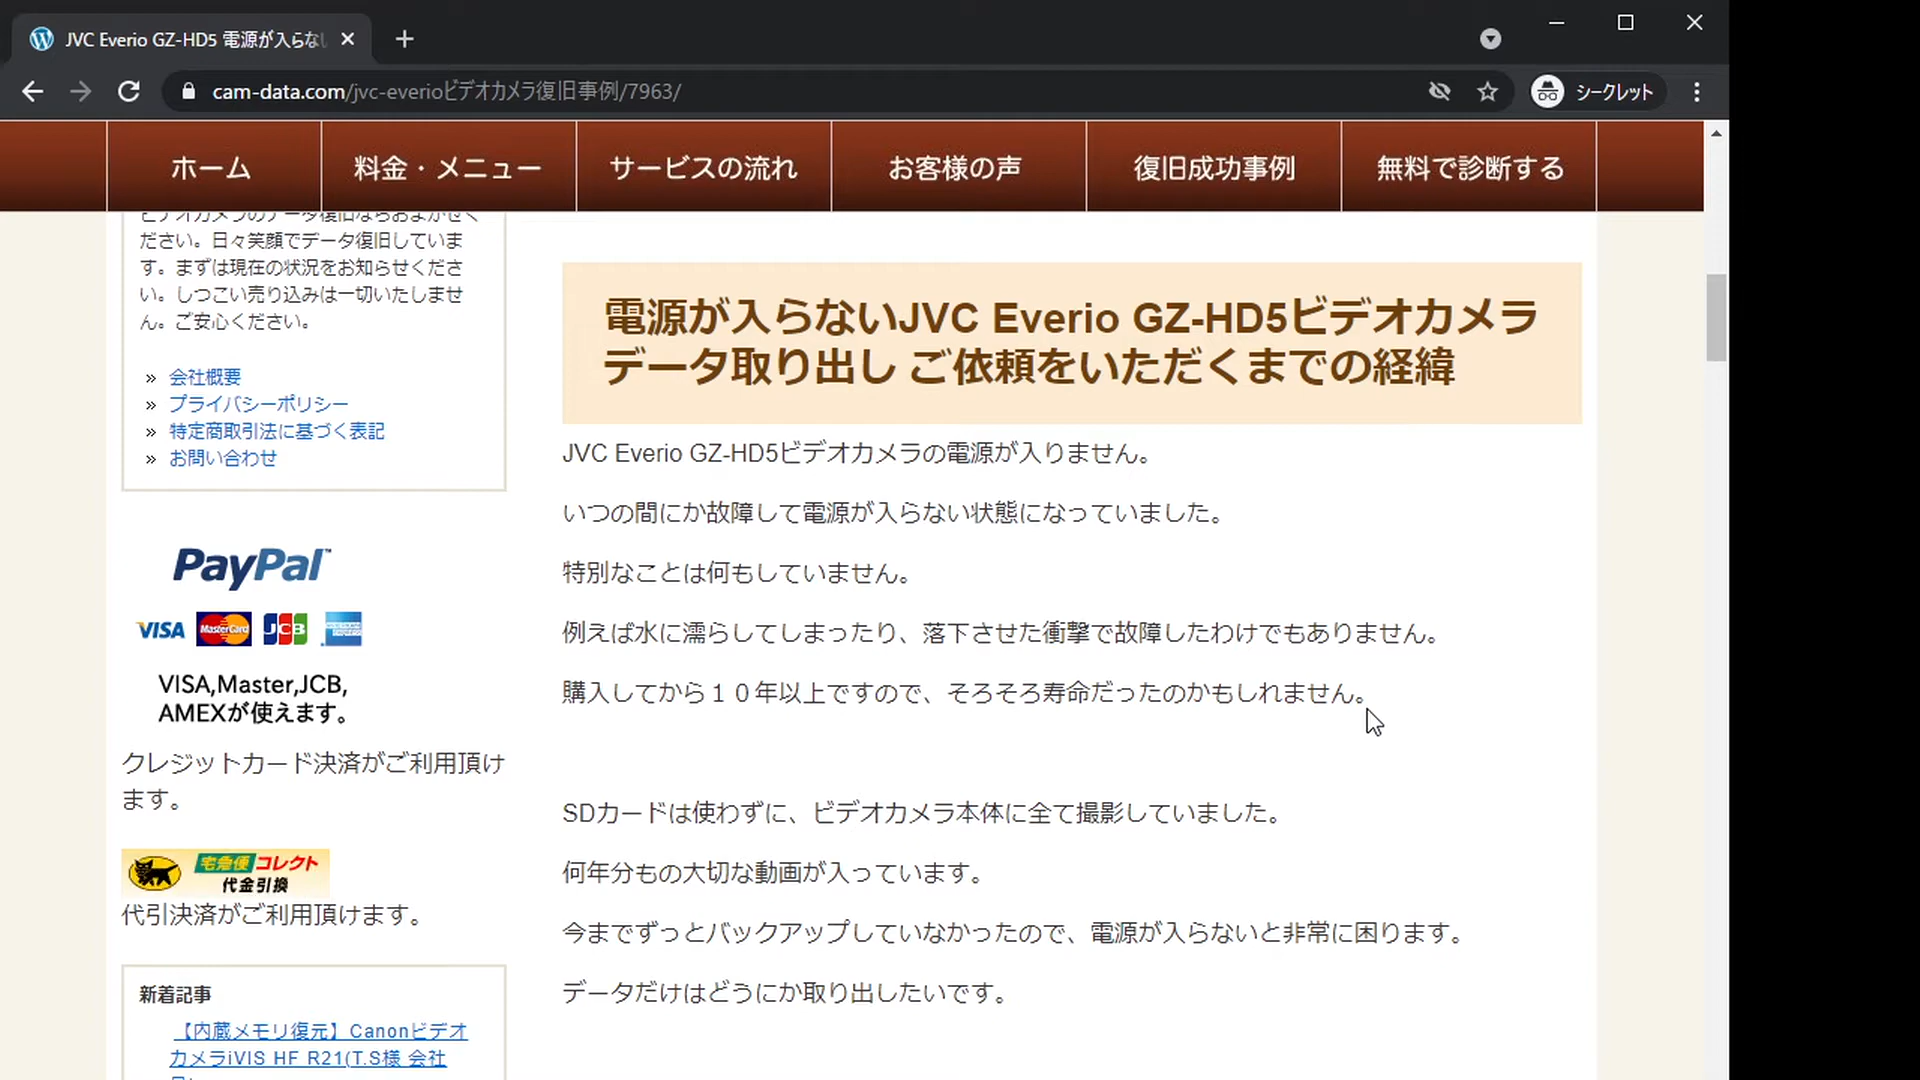 JVC Everio GZ-HD5 電源が入らな
cam-data.com/jvc-everioビデオカメラ復旧事例/7963/
シークレット
ホーム
料金・メニュー
サービスの流れ
お客様の声
復旧成功事例
無料で診断する
ビデオカメラのデータ復旧ならおまかせく
ださい。日々笑顔でデータ復旧していま
す。まずは現在の状況をお知らせくださ
い。しつこい売り込みは一切いたしませ
ん。ご安心ください。
» 会社概要
» プライバシーポリシー
» 特定商取引法に基づく表記
» お問い合わせ
PayPal™
VISA MasterCard JCB
VISA,Master,JCB,
AMEXが使えます。
クレジットカード決済がご利用頂け
ます。
宅急便コレクト
代金引換
代引決済がご利用頂けます。
新着記事
【内蔵メモリ復元】Canonビデオ
カメラiVIS HF R21(T.S様 会社
電源が入らないJVC Everio GZ-HD5ビデオカメラ
データ取り出し ご依頼をいただくまでの経緯
JVC Everio GZ-HD5ビデオカメラの電源が入りません。
いつの間にか故障して電源が入らない状態になっていました。
特別なことは何もしていません。
例えば水に濡らしてしまったり、落下させた衝撃で故障したわけでもありません。
購入してから１０年以上ですので、そろそろ寿命だったのかもしれません。
SDカードは使わずに、ビデオカメラ本体に全て撮影していました。
何年分もの大切な動画が入っています。
今までずっとバックアップしていなかったので、電源が入らないと非常に困ります。
データだけはどうにか取り出したいです。